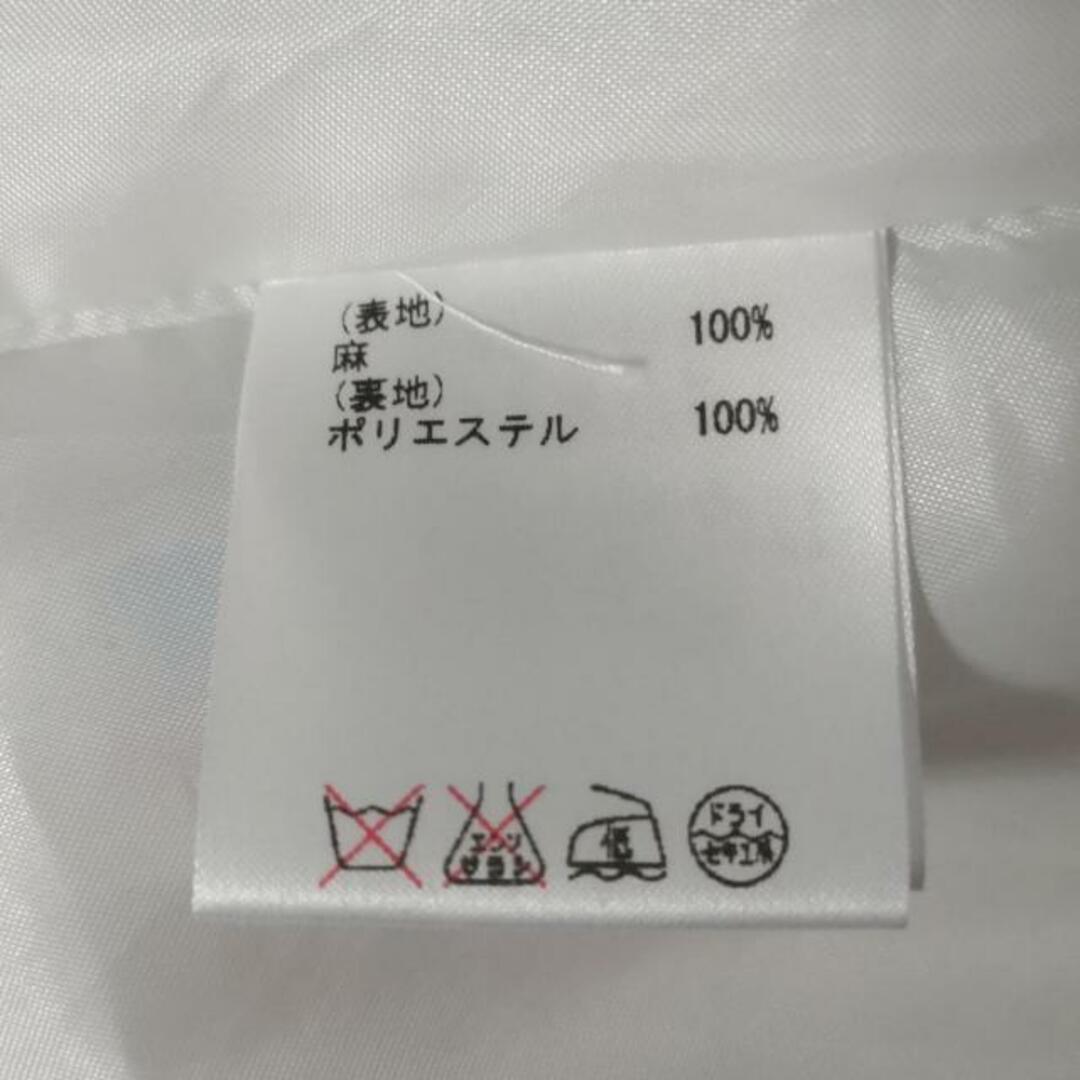 (表地)
麻 100%
(裏地)
ポリエステル 100%
エンソ
サラシ
低
ドライ
セキユ系